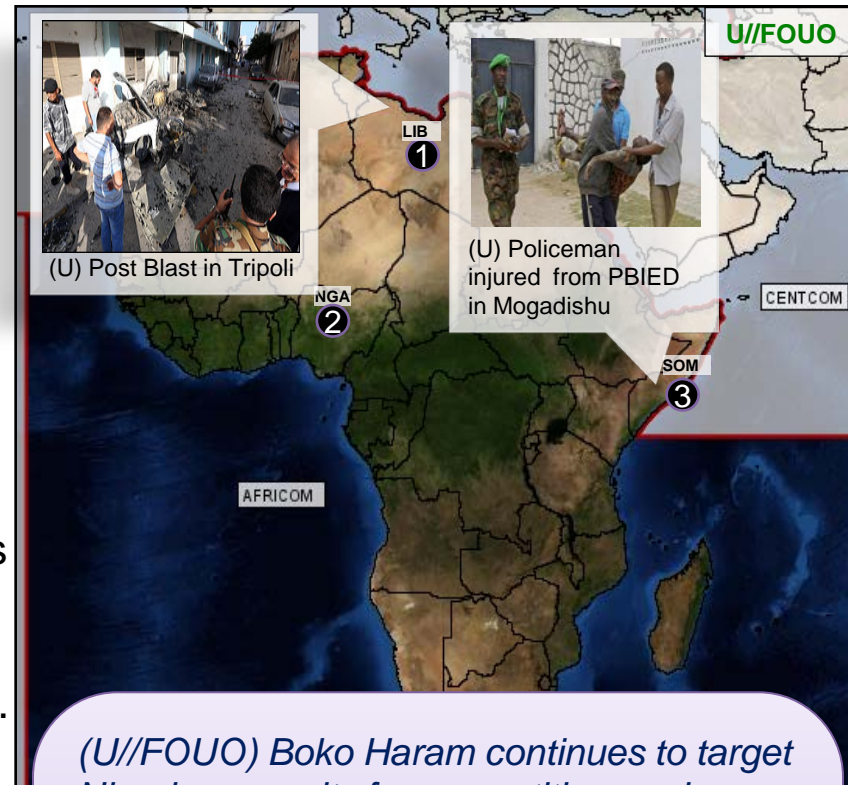 U//FOUO
LIB
1
(U) Post Blast in Tripoli
(U) Policeman
injured from PBIED
in Mogadishu
NGA
2
CENTCOM
SOM
3
AFRICOM
s
.
(U//FOUO) Boko Haram continues to target